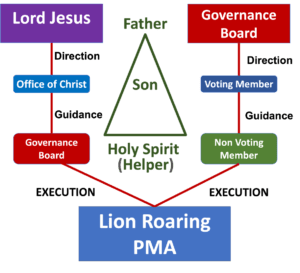 Lord Jesus
Direction
Office of Christ
Guidance
Governance
Board
EXECUTION
Father
Son
Holy Spirit
(Helper)
Governance
Board
Direction
Voting Member
Guidance
Non Voting
Member
EXECUTION
Lion Roaring
PMA